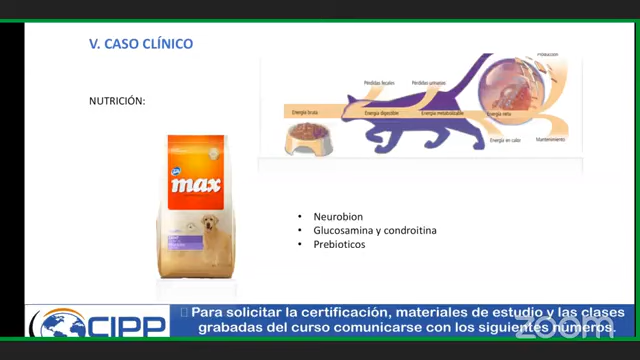 V. CASO CLÍNICO
NUTRICIÓN:
Producción
Pérdidas fecales
Pérdidas urinarias
Energía bruta
Energía digestible
Energía metabolizable
Energía neta
Energía en calor
Mantenimiento
max
• Neurobion
• Glucosamina y condroitina
• Prebioticos
CIPP
Para solicitar la certificación, materiales de estudio y las clases
grabadas del curso comunicarse con los siguientes números.
zoom